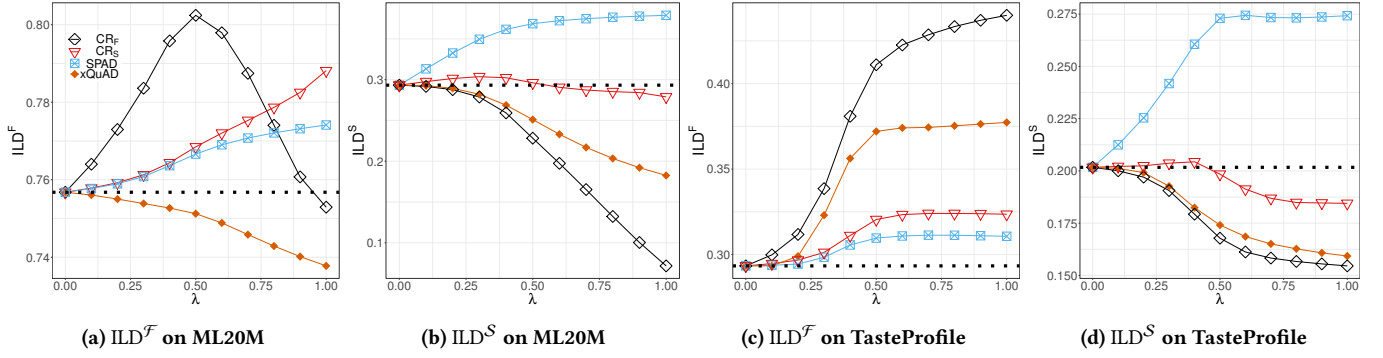 0.80
0.78
0.76
0.74
ILD^F
CR_F
CR_S
SPAD
xQuAD
0.00 0.25 0.50 0.75 1.00
λ
(a) ILD^ℱ on ML20M
0.3
0.2
0.1
ILD^S
0.00 0.25 0.50 0.75 1.00
λ
(b) ILD^𝒮 on ML20M
0.40
0.35
0.30
ILD^F
0.00 0.25 0.50 0.75 1.00
λ
(c) ILD^ℱ on TasteProfile
0.275
0.250
0.225
0.200
0.175
0.150
ILD^S
0.00 0.25 0.50 0.75 1.00
λ
(d) ILD^𝒮 on TasteProfile